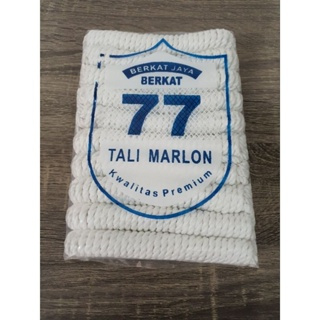 BERKAT JAYA
BERKAT
77
TALI MARLON
Kwalitas Premium